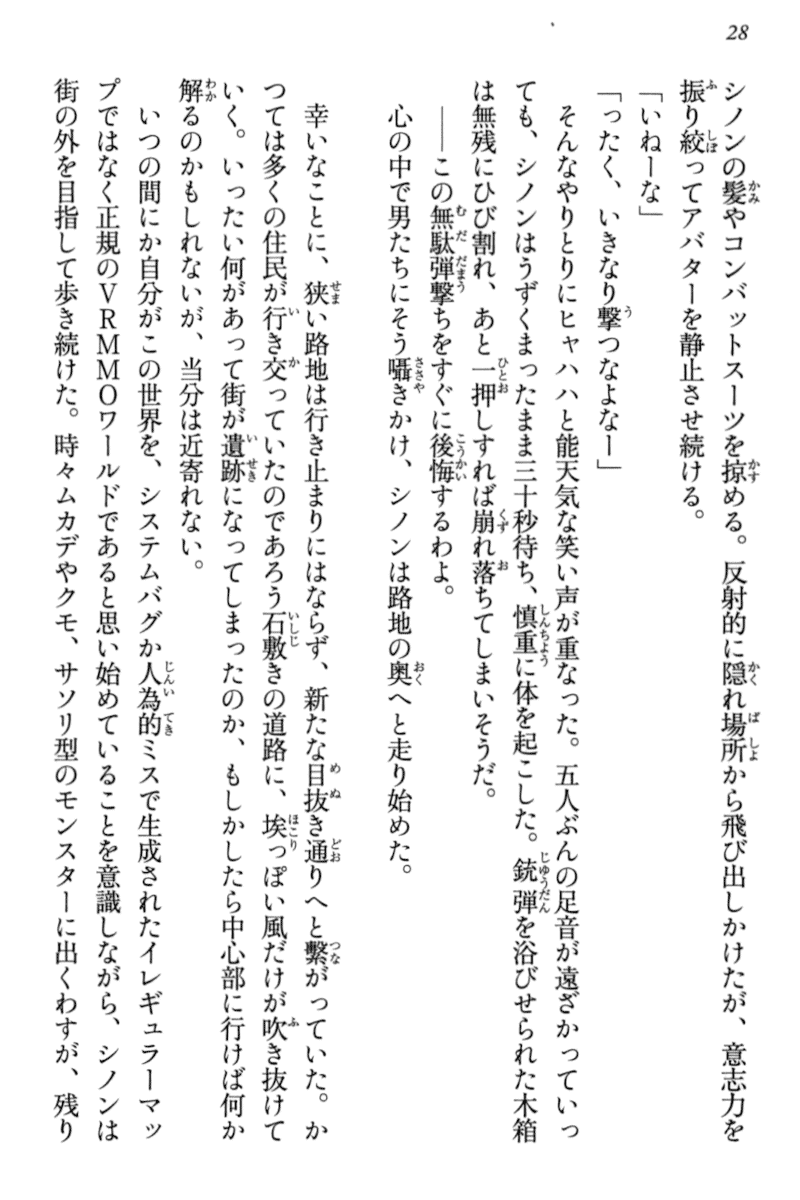 28
シノンの髪やコンバットスーツを掠める。反射的に隠れ場所から飛び出しかけたが、意志力を
振り絞ってアバターを静止させ続ける。
「いねーな」
「ったく、いきなり撃つなよなー」
そんなやりとりにヒャハハと能天気な笑い声が重なった。五人ぶんの足音が遠ざかっていっ
ても、シノンはうずくまったまま三十秒待ち、慎重に体を起こした。銃弾を浴びせられた木箱
は無残にひび割れ、あと一押しすれば崩れ落ちてしまいそうだ。
――この無駄弾撃ちをすぐに後悔するわよ。
心の中で男たちにそう囁きかけ、シノンは路地の奥へと走り始めた。
幸いなことに、狭い路地は行き止まりにはならず、新たな目抜き通りへと繫がっていた。か
つては多くの住民が行き交っていたのであろう石敷きの道路に、埃っぽい風だけが吹き抜けて
いく。いったい何があって街が遺跡になってしまったのか、もしかしたら中心部に行けば何か
解るのかもしれないが、当分は近寄れない。
いつの間にか自分がこの世界を、システムバグか人為的ミスで生成されたイレギュラーマッ
プではなく正規のVRMMOワールドであると思い始めていることを意識しながら、シノンは
街の外を目指して歩き続けた。時々ムカデやクモ、サソリ型のモンスターに出くわすが、残り